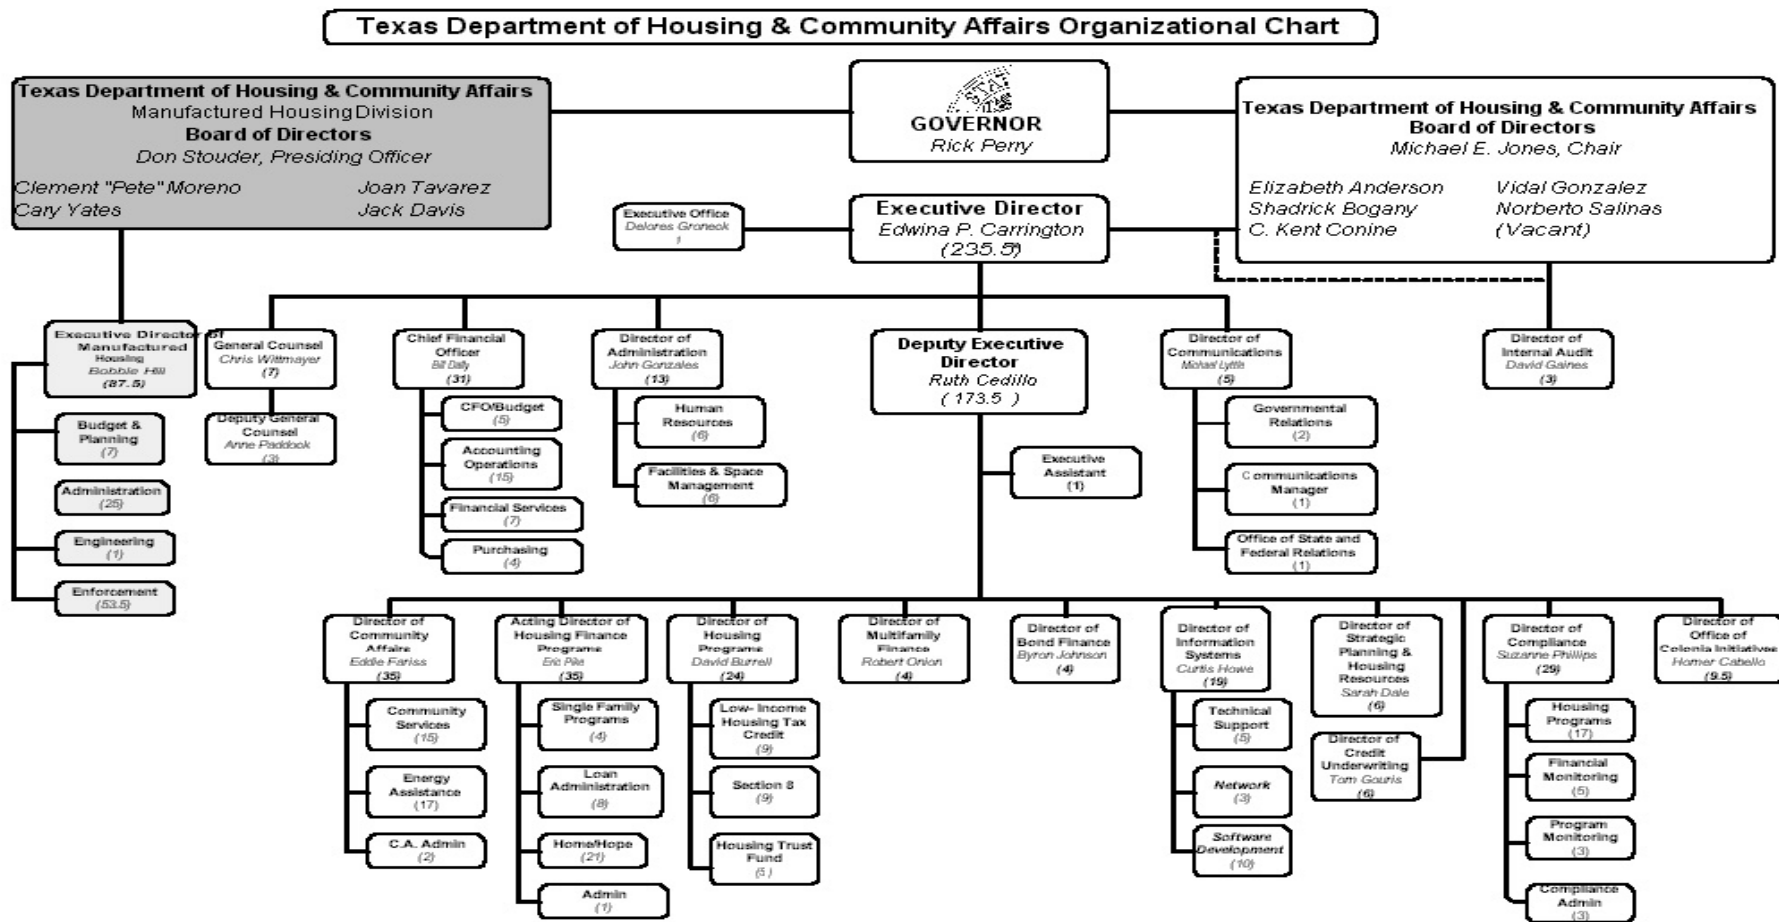 Texas Department of Housing & Community Affairs Organizational Chart
Texas Department of Housing & Community Affairs
Manufactured Housing Division
Board of Directors
Don Stouder, Presiding Officer
Clement "Pete" Moreno
Joan Tavarez
Cary Yates
Jack Davis
GOVERNOR
Rick Perry
Texas Department of Housing & Community Affairs
Board of Directors
Michael E. Jones, Chair
Elizabeth Anderson
Vidal Gonzalez
Shadrick Bogany
Norberto Salinas
C. Kent Conine
(Vacant)
Executive Office
Delores Groneck
1
Executive Director
Edwina P. Carrington
(235.5)
Executive Director of
Manufactured
Housing
Bobbie Hill
(87.5)
Budget &
Planning
(7)
Administration
(25)
Engineering
(1)
Enforcement
(53.5)
General Counsel
Chris Wittmayer
(7)
Deputy General
Counsel
Anne Paddock
(3)
Chief Financial
Officer
Bill Dally
(31)
CFO/Budget
(5)
Accounting
Operations
(15)
Financial Services
(7)
Purchasing
(4)
Director of
Administration
John Gonzales
(13)
Human
Resources
(6)
Facilities & Space
Management
(6)
Deputy Executive
Director
Ruth Cedillo
( 173.5 )
Executive
Assistant
(1)
Director of
Communications
Michael Lyttle
(5)
Governmental
Relations
(2)
Communications
Manager
(1)
Office of State and
Federal Relations
(1)
Director of
Internal Audit
David Gaines
(3)
Director of
Community
Affairs
Eddie Fariss
(35)
Community
Services
(15)
Energy
Assistance
(17)
C.A. Admin
(2)
Acting Director of
Housing Finance
Programs
Eric Pike
(35)
Single Family
Programs
(4)
Loan
Administration
(8)
Home/Hope
(21)
Admin
(1)
Director of
Housing
Programs
David Burrell
(24)
Low- Income
Housing Tax
Credit
(9)
Section 8
(9)
Housing Trust
Fund
(5 )
Director of
Multifamily
Finance
Robert Onion
(4)
Director of
Bond Finance
Byron Johnson
(4)
Director of
Information
Systems
Curtis Howe
(19)
Technical
Support
(5)
Network
(3)
Software
Development
(10)
Director of
Strategic
Planning &
Housing
Resources
Sarah Dale
(6)
Director of
Credit
Underwriting
Tom Gouris
(6)
Director of
Compliance
Suzanne Phillips
(29)
Housing
Programs
(17)
Financial
Monitoring
(5)
Program
Monitoring
(3)
Compliance
Admin
(3)
Director of
Office of
Colonia Initiatives
Homer Cabello
(9.5)